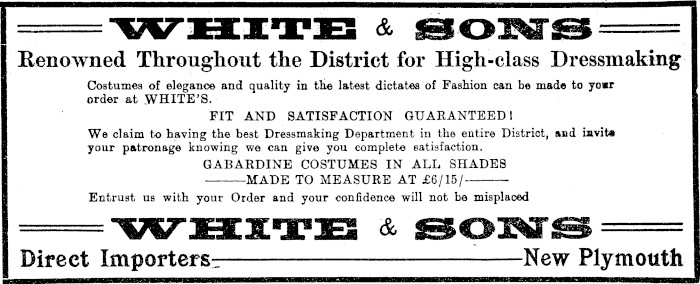 WHITE & SONS
Renowned Throughout the District for High-class Dressmaking
Costumes of elegance and quality in the latest dictates of Fashion can be made to your
order at WHITE'S.
FIT AND SATISFACTION GUARANTEED!
We claim to having the best Dressmaking Department in the entire District, and invite
your patronage knowing we can give you complete satisfaction.
GABARDINE COSTUMES IN ALL SHADES
——MADE TO MEASURE AT £6/15/——
Entrust us with your Order and your confidence will not be misplaced
WHITE & SONS
Direct Importers——New Plymouth